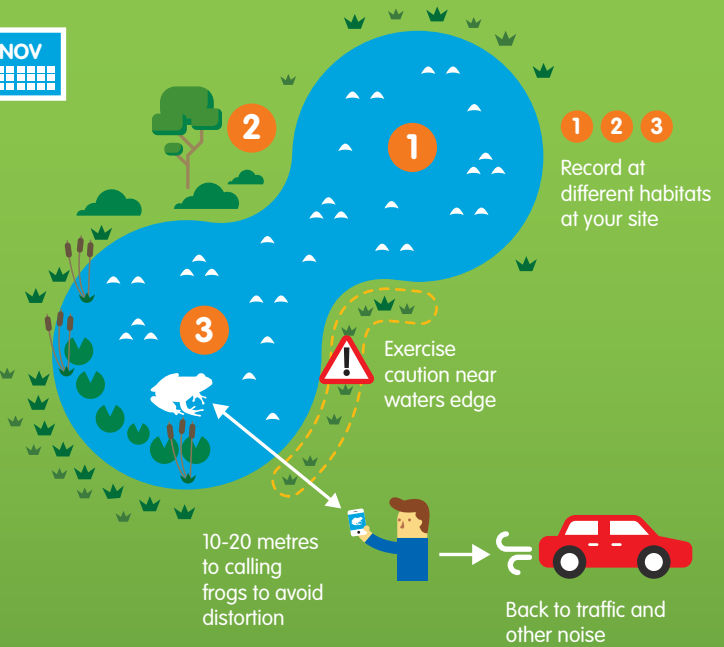 NOV
2
1
1 2 3
Record at
different habitats
at your site
3
Exercise
caution near
waters edge
10-20 metres
to calling
frogs to avoid
distortion
Back to traffic and
other noise